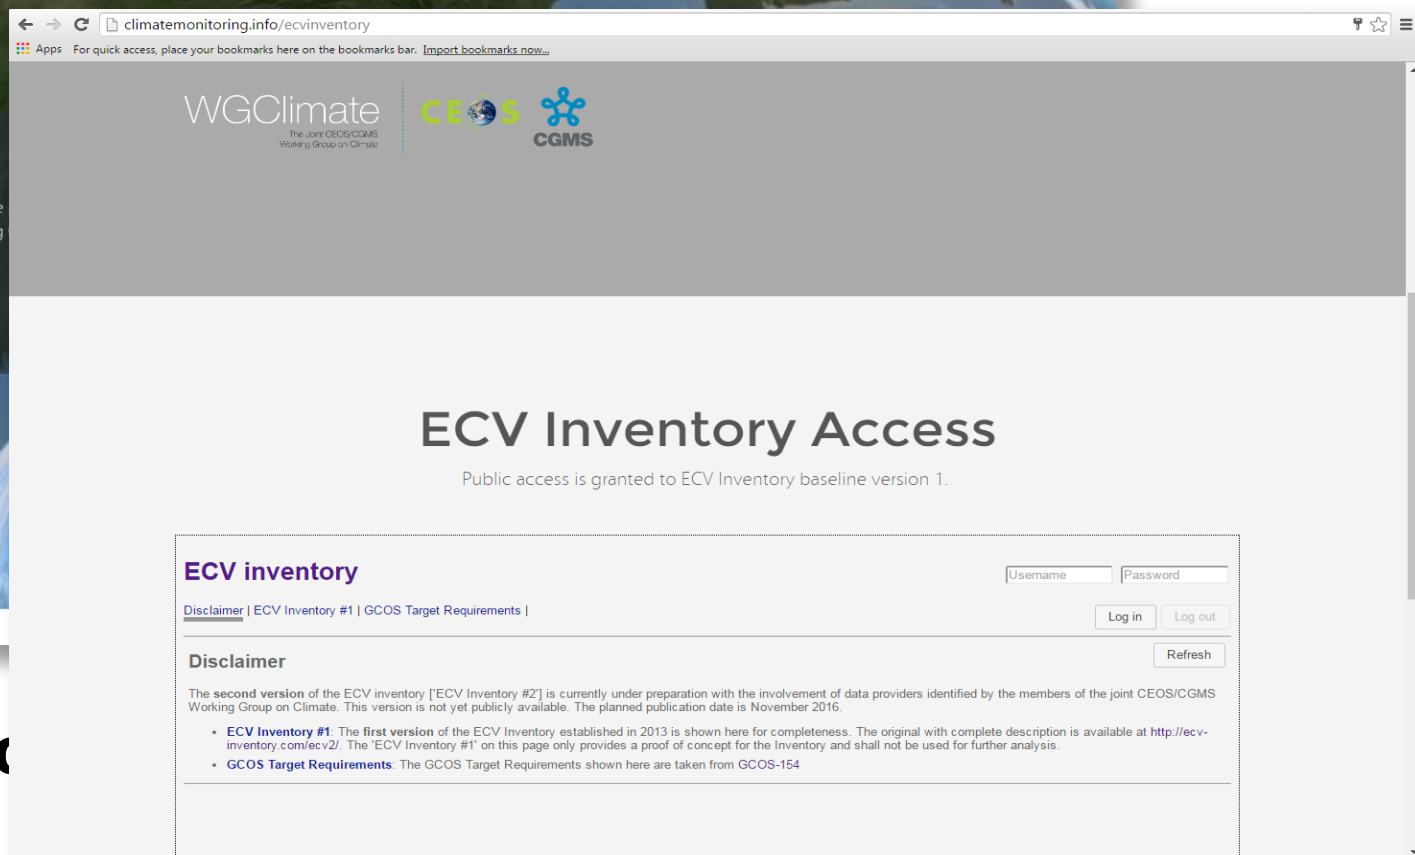 climatemonitoring.info/ecvinventory
Apps For quick access, place your bookmarks here on the bookmarks bar. Import bookmarks now...
WGClimate
The Joint CEOS/CGMS
Working Group on Climate
CEOS
CGMS
ECV Inventory Access
Public access is granted to ECV Inventory baseline version 1.
ECV inventory
Username Password
Disclaimer | ECV Inventory #1 | GCOS Target Requirements |
Log in Log out
Disclaimer
Refresh
The second version of the ECV inventory ['ECV Inventory #2'] is currently under preparation with the involvement of data providers identified by the members of the joint CEOS/CGMS
Working Group on Climate. This version is not yet publicly available. The planned publication date is November 2016.
• ECV Inventory #1: The first version of the ECV Inventory established in 2013 is shown here for completeness. The original with complete description is available at http://ecv-
inventory.com/ecv2/. The 'ECV Inventory #1' on this page only provides a proof of concept for the Inventory and shall not be used for further analysis.
• GCOS Target Requirements: The GCOS Target Requirements shown here are taken from GCOS-154